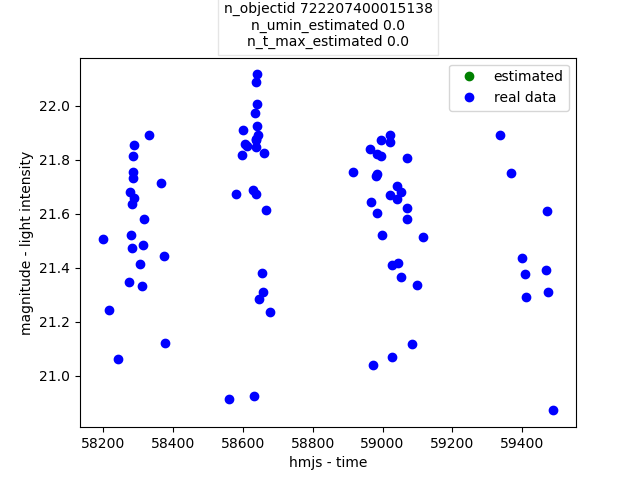 n_objectid 722207400015138
n_umin_estimated 0.0
n_t_max_estimated 0.0
estimated
real data
magnitude - light intensity
22.0
21.8
21.6
21.4
21.2
21.0
58200 58400 58600 58800 59000 59200 59400
hmjs - time